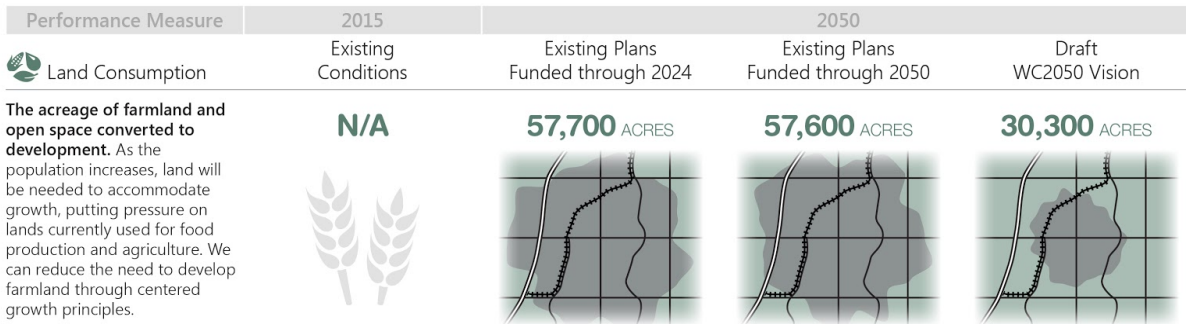 Performance Measure
2015
2050
Land Consumption
Existing
Conditions
Existing Plans
Funded through 2024
Existing Plans
Funded through 2050
Draft
WC2050 Vision
The acreage of farmland and
open space converted to
development. As the
population increases, land will
be needed to accommodate
growth, putting pressure on
lands currently used for food
production and agriculture. We
can reduce the need to develop
farmland through centered
growth principles.
N/A
57,700 ACRES
57,600 ACRES
30,300 ACRES